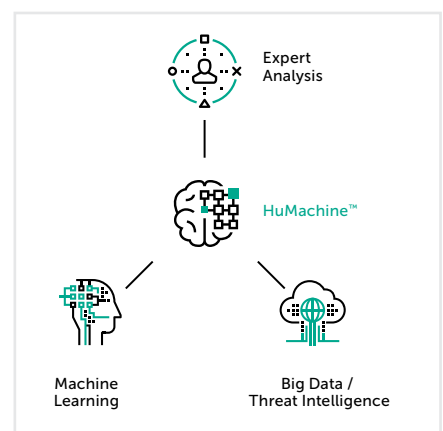 Expert
Analysis
HuMachine™
Machine
Learning
Big Data /
Threat Intelligence